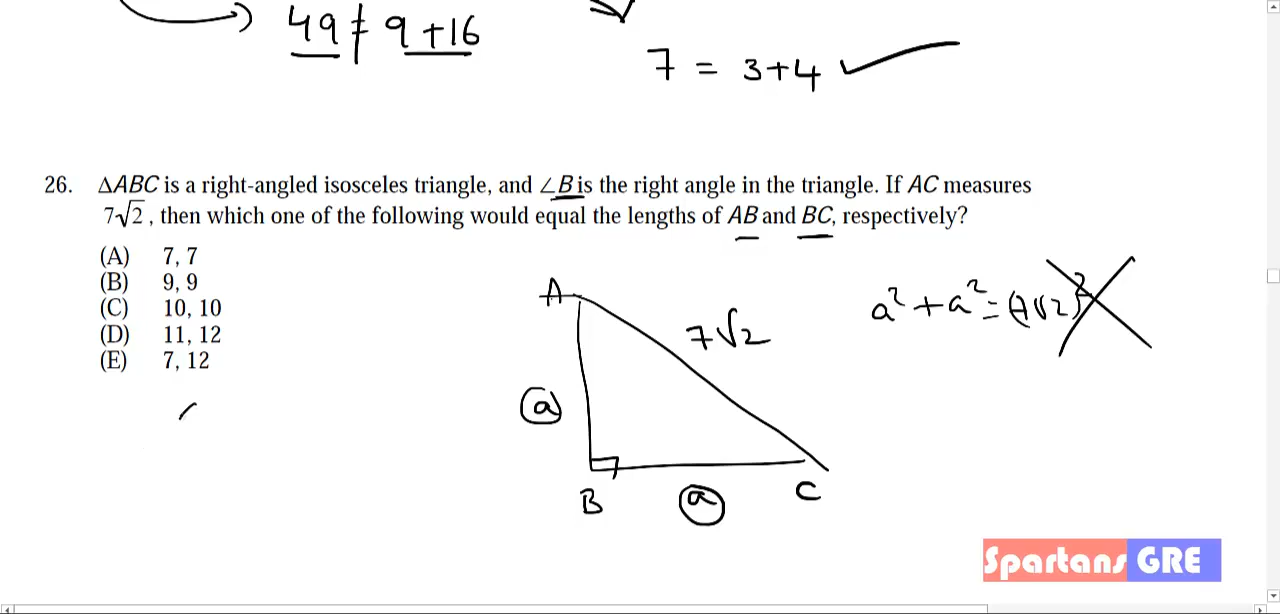 49 ≠ 9+16
7 = 3+4
26. ΔABC is a right-angled isosceles triangle, and ∠B is the right angle in the triangle. If AC measures
7√2, then which one of the following would equal the lengths of AB and BC, respectively?
(A) 7, 7
(B) 9, 9
(C) 10, 10
(D) 11, 12
(E) 7, 12
A
7√2
a² + a² = (7√2)²
a
B
a
C
Spartans GRE